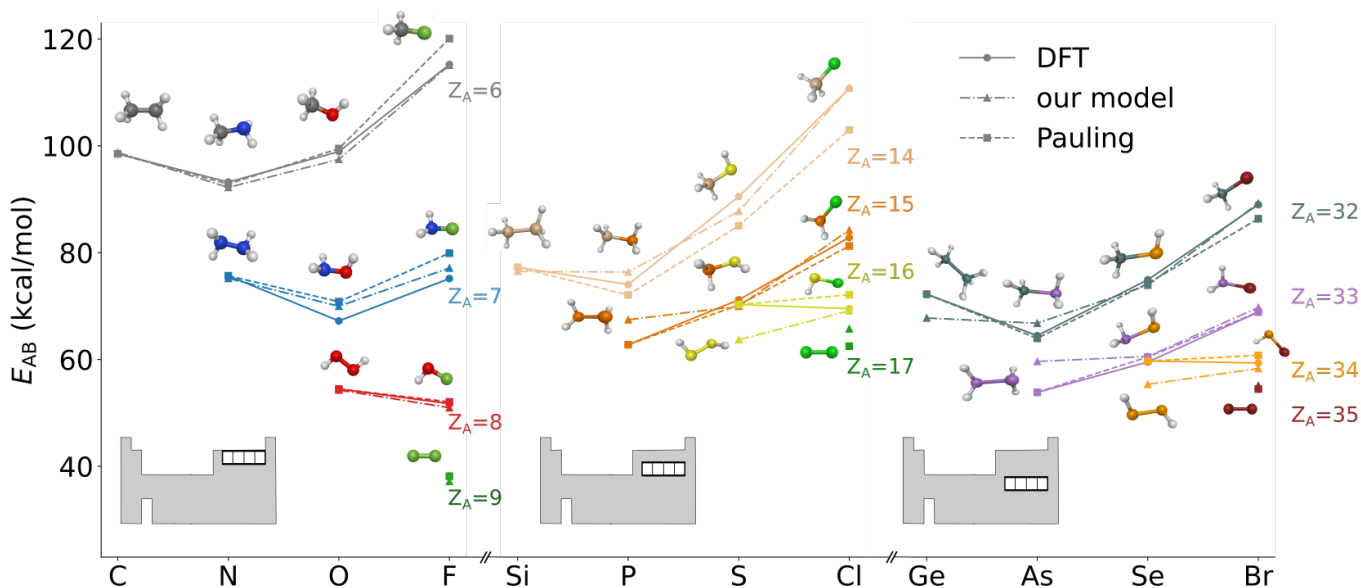 E_AB (kcal/mol)
120
100
80
60
40
Z_A=6
Z_A=7
Z_A=8
Z_A=9
Z_A=14
Z_A=15
Z_A=16
Z_A=17
DFT
our model
Pauling
Z_A=32
Z_A=33
Z_A=34
Z_A=35
C N O F // Si P S Cl // Ge As Se Br